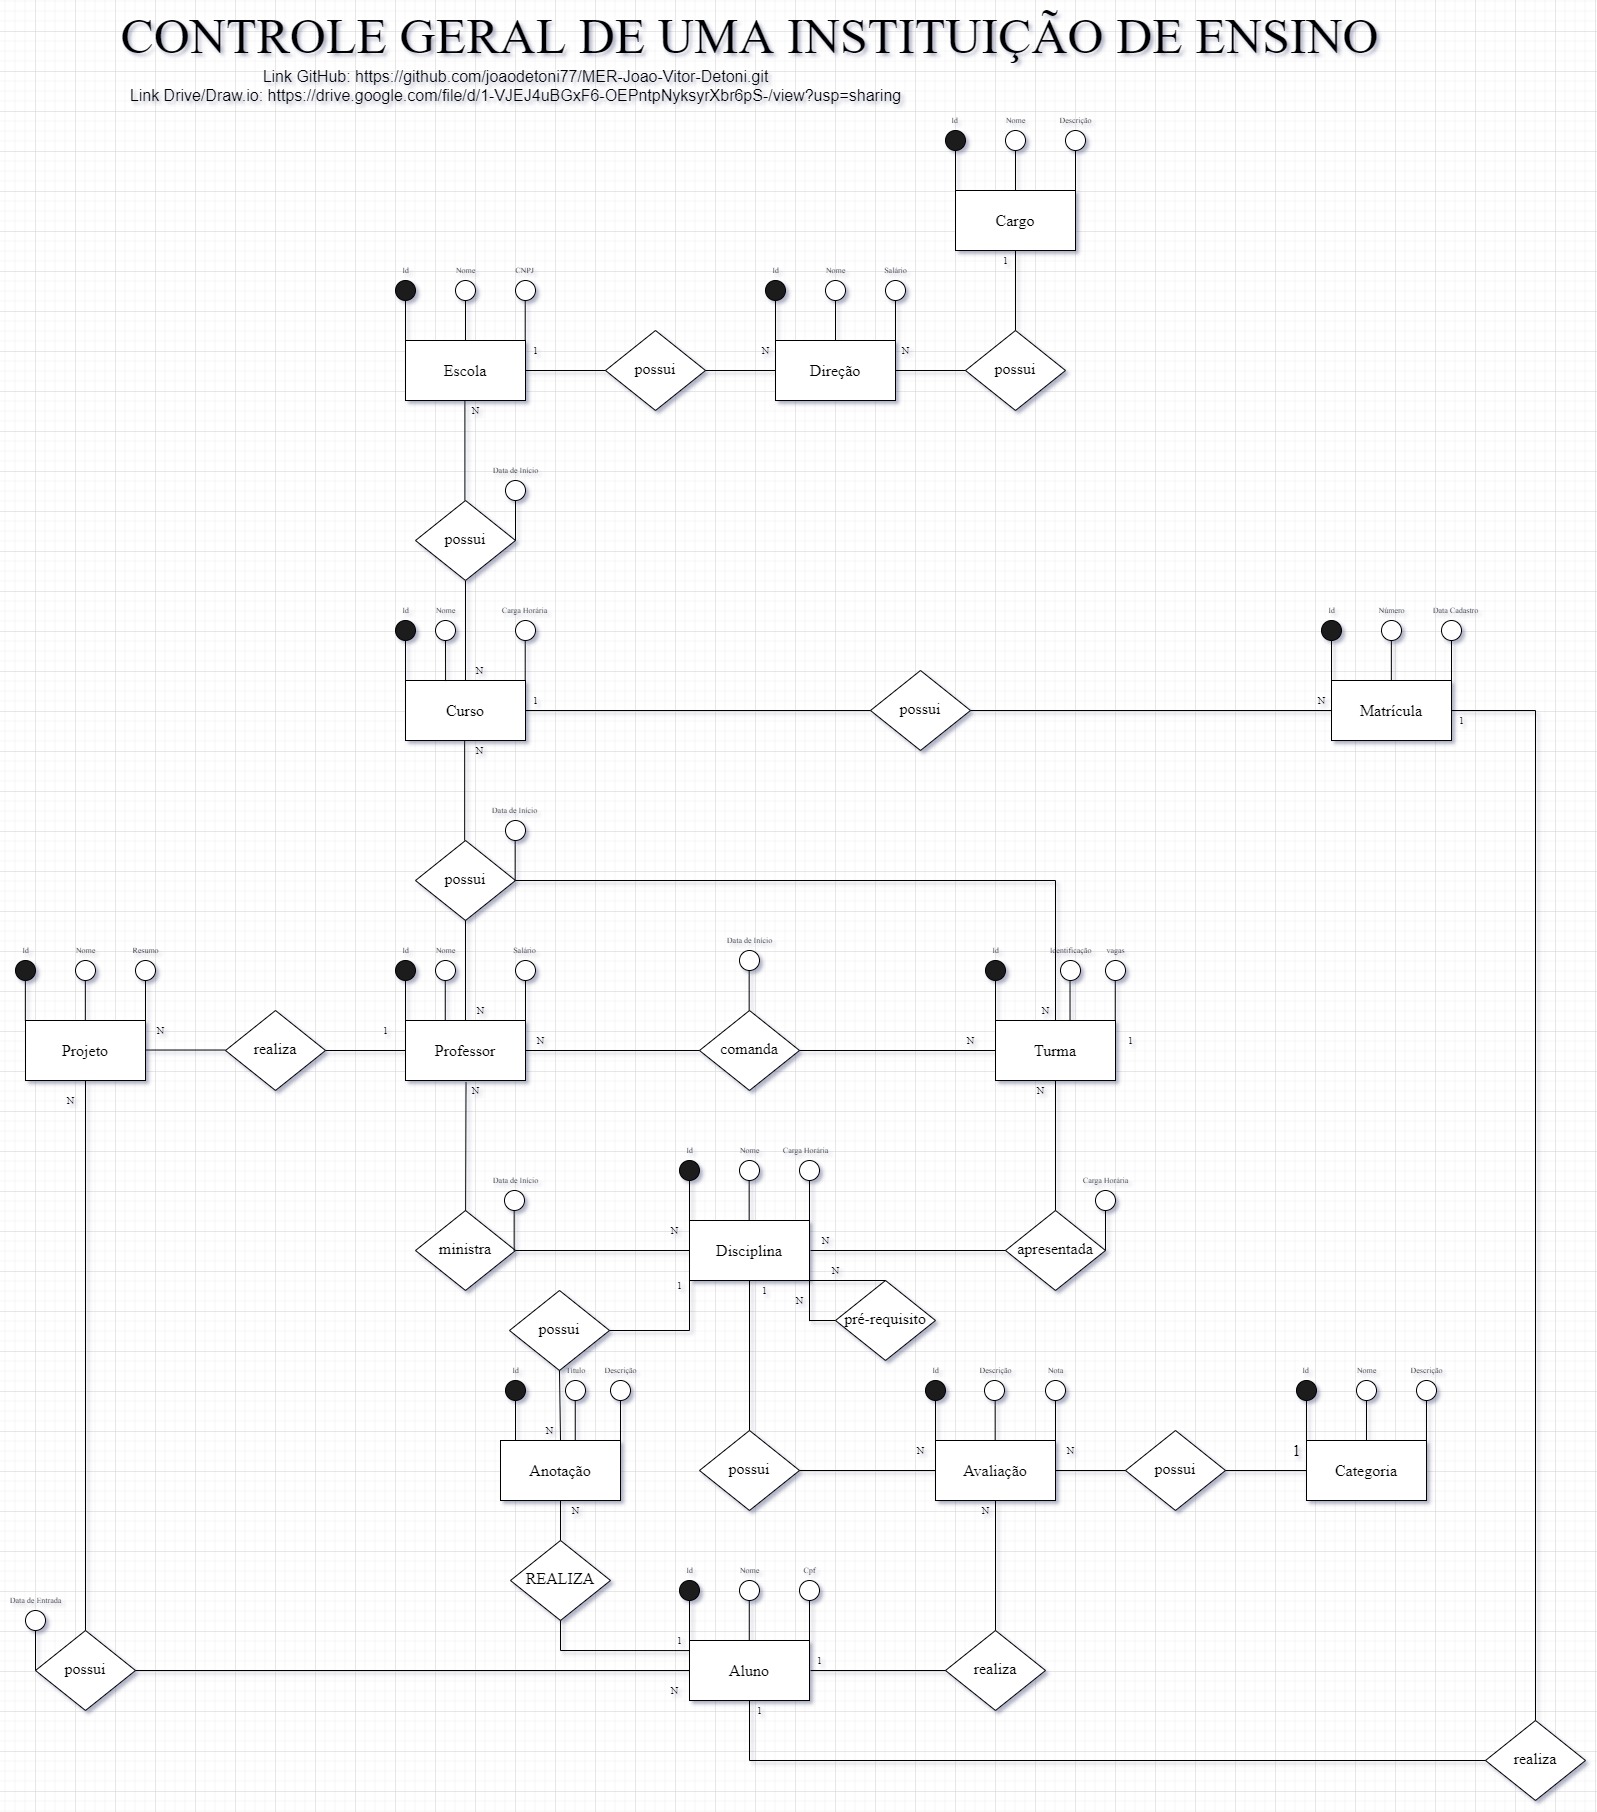 CONTROLE GERAL DE UMA INSTITUIÇÃO DE ENSINO
Link GitHub: https://github.com/joaodetoni77/MER-Joao-Vitor-Detoni.git
Link Drive/Draw.io: https://drive.google.com/file/d/1-VJEJ4uBGxF6-OEPntpNyksyrXbr6pS-/view?usp=sharing
Id Nome Descrição
Cargo
1
Id Nome CNPJ Id Nome Salário
1 N N
Escola possui Direção possui
N
Data de Início
possui
Id Nome Carga Horária Id Número Data Cadastro
N
1 N
Curso possui Matrícula
1
N
Data de Início
possui
Data de Início
Id Nome Resumo Id Nome Salário Id Identificação vagas
N N
N 1 N N 1
Projeto realiza Professor comanda Turma
N N
N
Id Nome Carga Horária
Data de Início Carga Horária
N N
ministra Disciplina apresentada
N
1 1 N
possui pré-requisito
Id Titulo Descrição Id Descrição Nota Id Nome Descrição
N
N N 1
Anotação possui Avaliação possui Categoria
N N
REALIZA
Id Nome Cpf
Data de Entrada
1
1
possui Aluno realiza
N
1
realiza